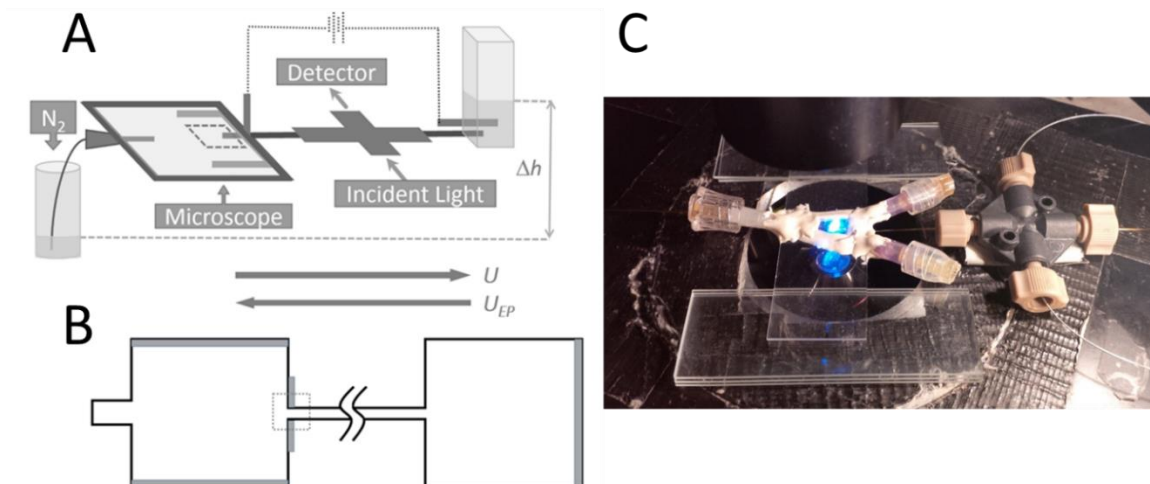 A
C
Detector
N2
Δh
Incident Light
Microscope
U
UEP
B